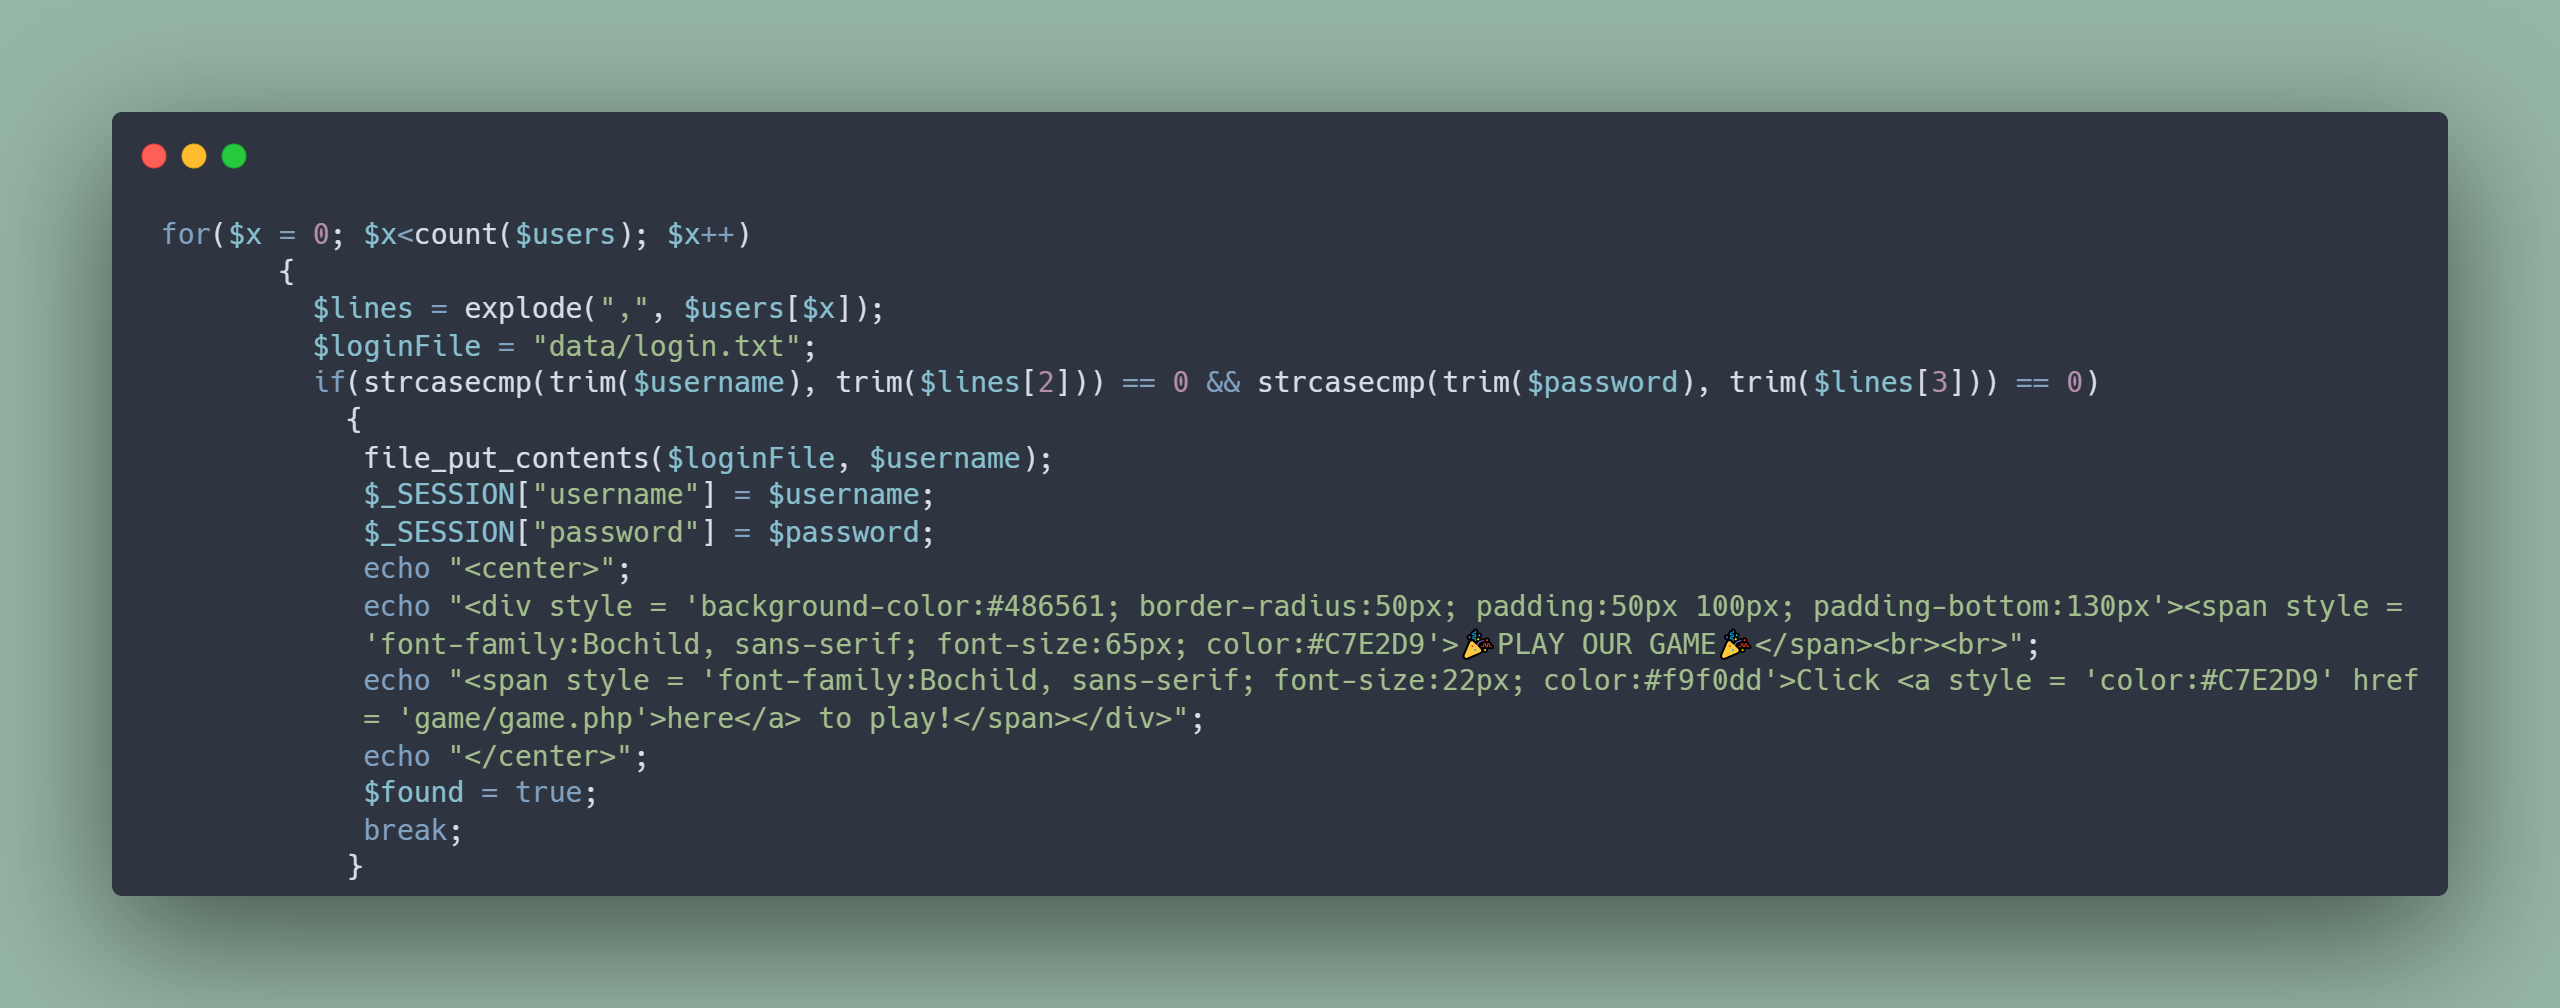 for($x = 0; $x<count($users); $x++)
{
$lines = explode(",", $users[$x]);
$loginFile = "data/login.txt";
if(strcasecmp(trim($username), trim($lines[2])) == 0 && strcasecmp(trim($password), trim($lines[3])) == 0)
{
file_put_contents($loginFile, $username);
$_SESSION["username"] = $username;
$_SESSION["password"] = $password;
echo "<center>";
echo "<div style = 'background-color:#486561; border-radius:50px; padding:50px 100px; padding-bottom:130px'><span style =
'font-family:Bochild, sans-serif; font-size:65px; color:#C7E2D9'>🎉PLAY OUR GAME🎉</span><br><br>";
echo "<span style = 'font-family:Bochild, sans-serif; font-size:22px; color:#f9f0dd'>Click <a style = 'color:#C7E2D9' href
= 'game/game.php'>here</a> to play!</span></div>";
echo "</center>";
$found = true;
break;
}